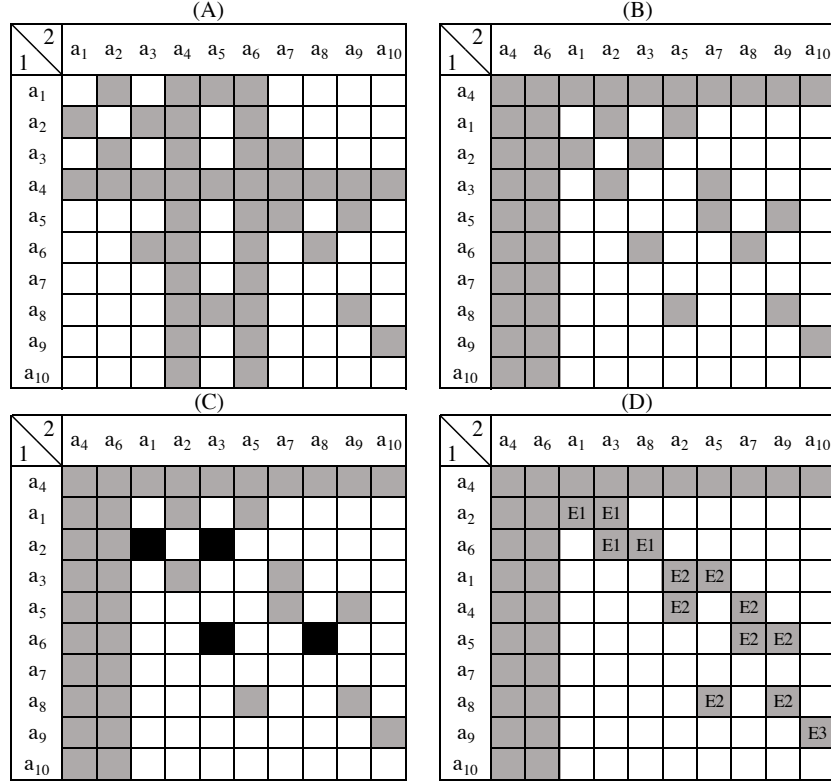 (A)
2
1
a1 a2 a3 a4 a5 a6 a7 a8 a9 a10
a1
a2
a3
a4
a5
a6
a7
a8
a9
a10
(B)
2
1
a4 a6 a1 a2 a3 a5 a7 a8 a9 a10
a4
a1
a2
a3
a5
a6
a7
a8
a9
a10
(C)
2
1
a4 a6 a1 a2 a3 a5 a7 a8 a9 a10
a4
a1
a2
a3
a5
a6
a7
a8
a9
a10
(D)
2
1
a4 a6 a1 a3 a8 a2 a5 a7 a9 a10
a4
a2 E1 E1
a6 E1 E1
a1 E2 E2
a4 E2 E2
a5 E2 E2
a7
a8 E2 E2
a9 E3
a10